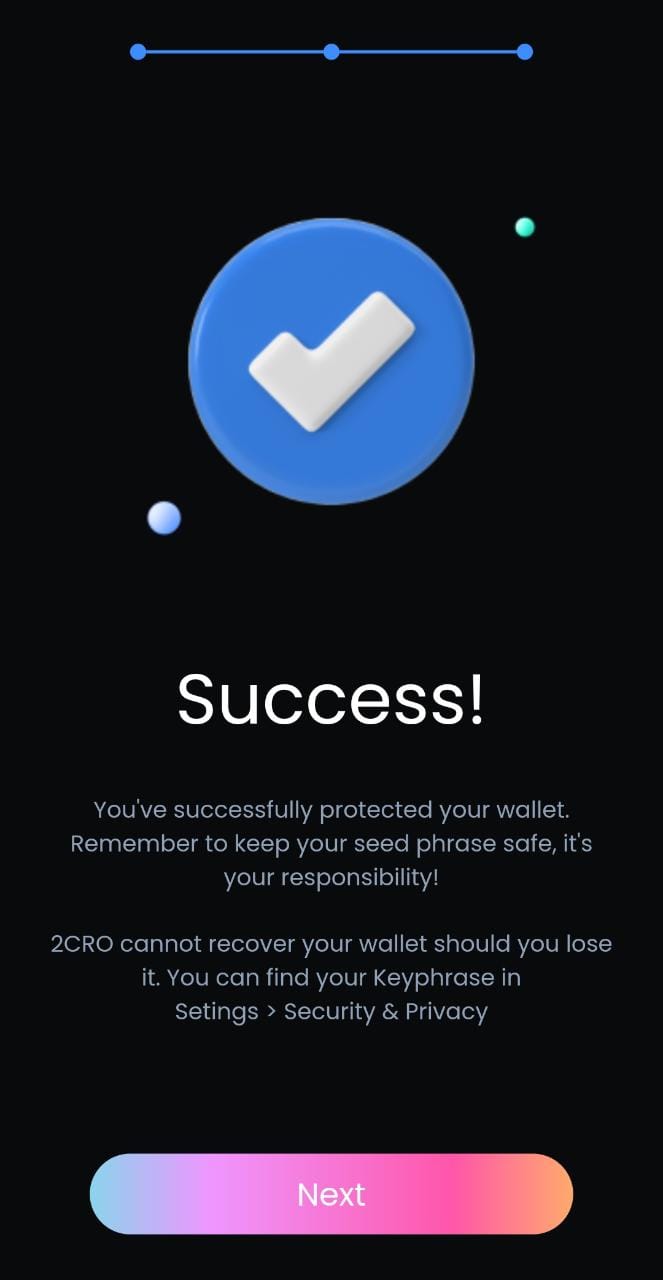 Success!
You've successfully protected your wallet.
Remember to keep your seed phrase safe, it's
your responsibility!
2CRO cannot recover your wallet should you lose
it. You can find your Keyphrase in
Setings > Security & Privacy
Next